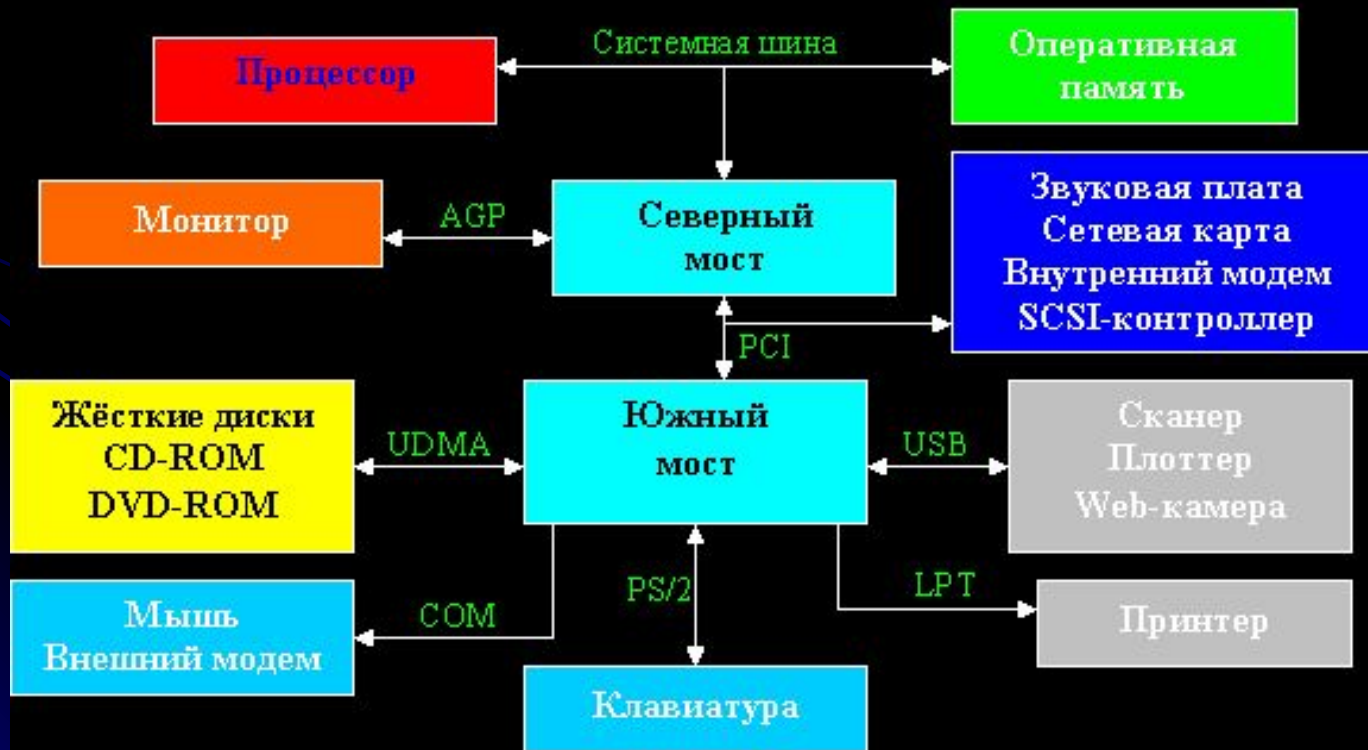 Системная шина
Процессор
Оперативная
память
Монитор
AGP
Северный
мост
Звуковая плата
Сетевая карта
Внутренний модем
SCSI-контроллер
PCI
Жёсткие диски
CD-ROM
DVD-ROM
UDMA
Южный
мост
USB
Сканер
Плоттер
Web-камера
Мышь
Внешний модем
COM
PS/2
LPT
Принтер
Клавиатура